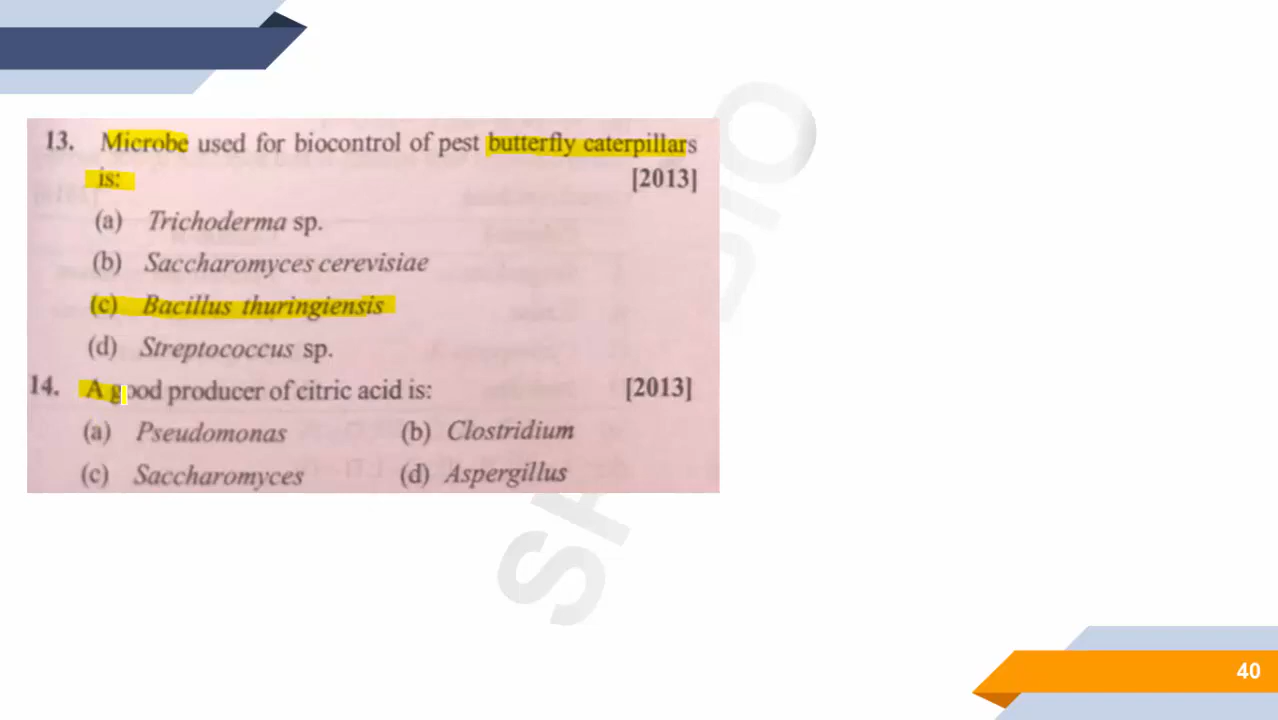 13. Microbe used for biocontrol of pest butterfly caterpillars
is: [2013]
(a) Trichoderma sp.
(b) Saccharomyces cerevisiae
(c) Bacillus thuringiensis
(d) Streptococcus sp.
14. A good producer of citric acid is: [2013]
(a) Pseudomonas (b) Clostridium
(c) Saccharomyces (d) Aspergillus
40